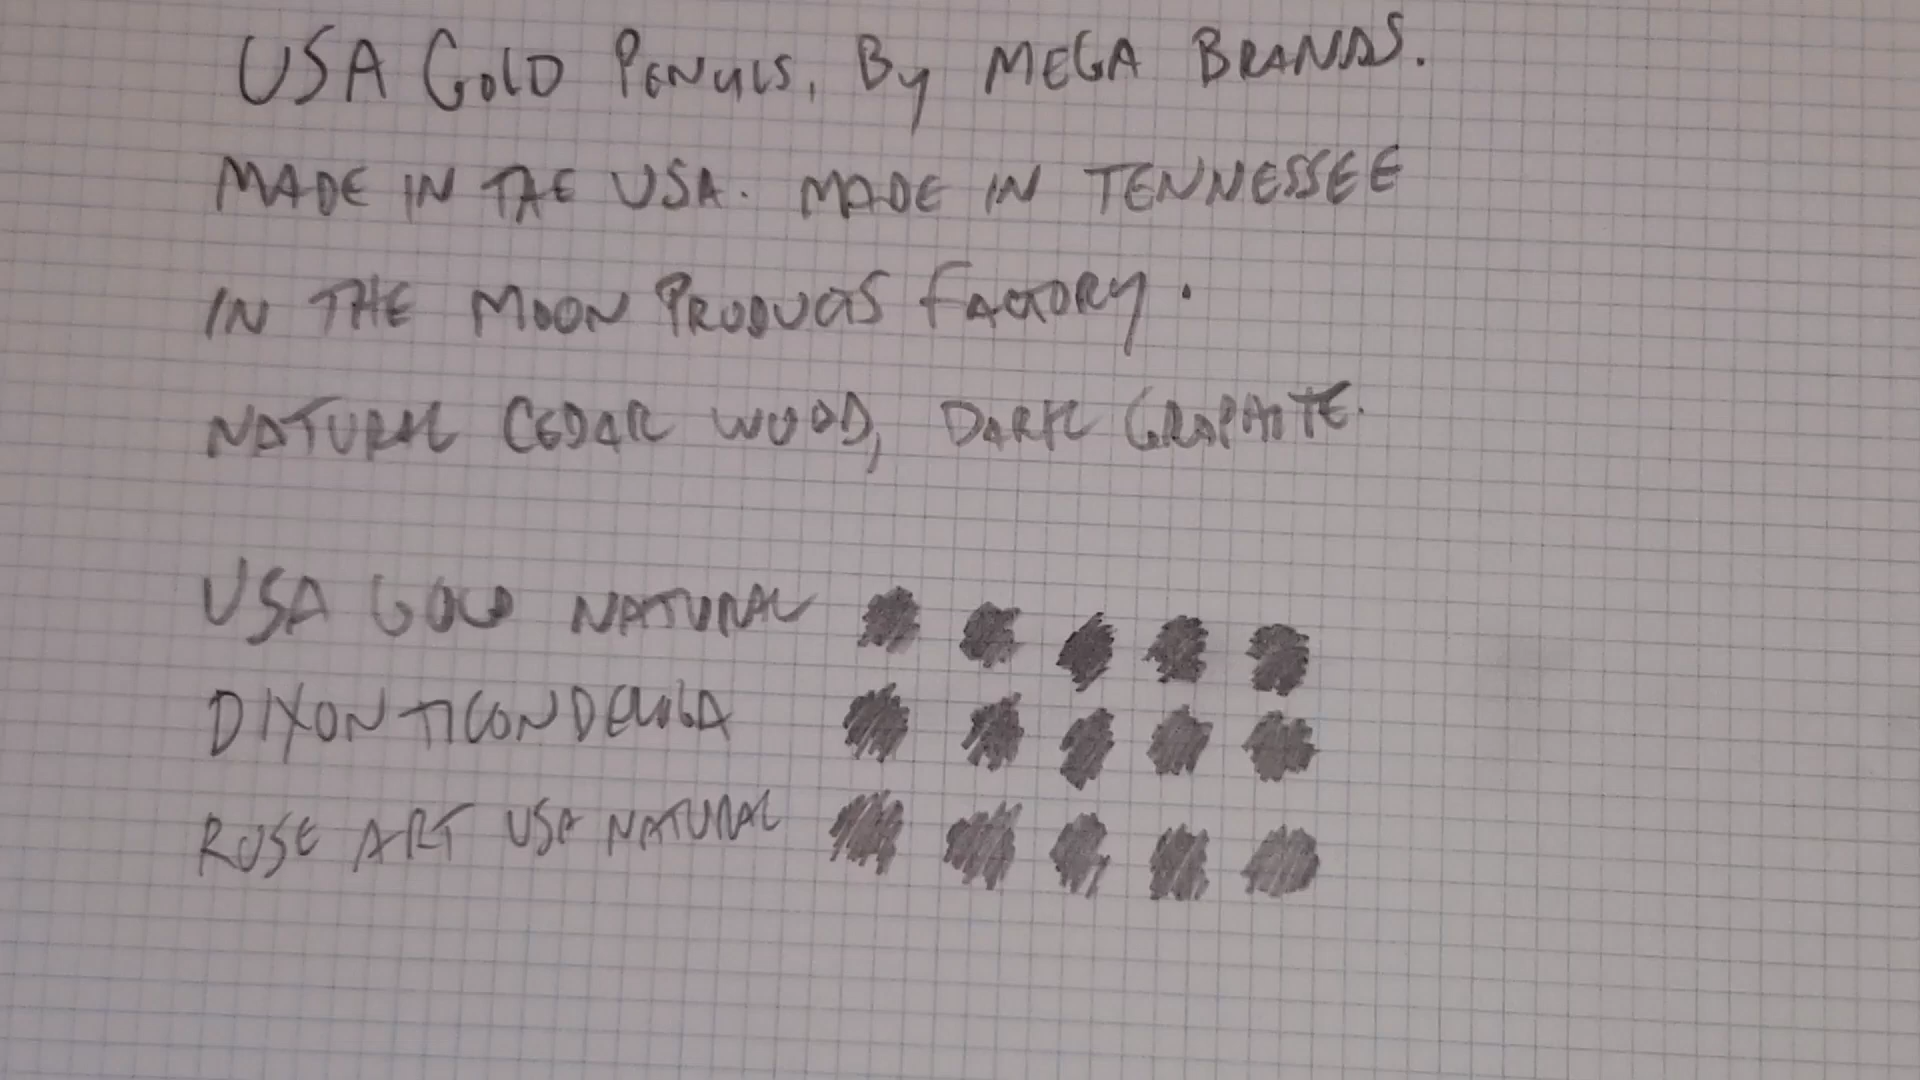 USA GOLD PENCILS, By MEGA BRANDS.
MADE IN THE USA. MADE IN TENNESSEE
IN THE MOON PRODUCTS FACTORY.
NATURAL CEDAR WOOD, DARK GRAPHITE.
USA GOLD NATURAL
DIXON TICONDEROGA
ROSE ART USA NATURAL